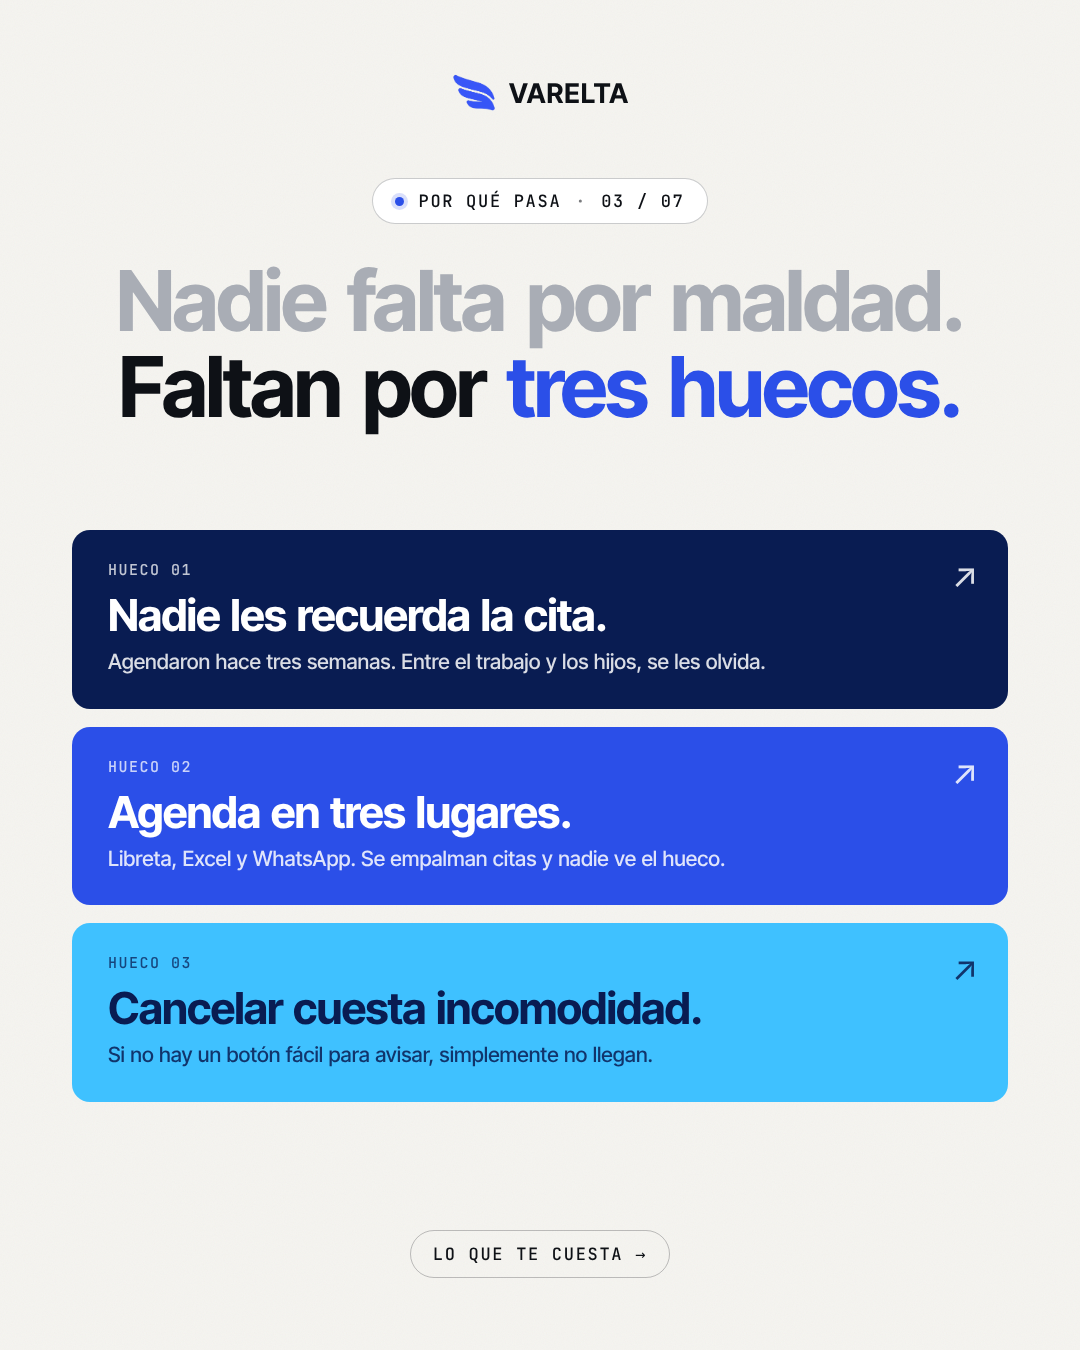 VARELTA
POR QUÉ PASA · 03 / 07
Nadie falta por maldad.
Faltan por tres huecos.
HUECO 01
Nadie les recuerda la cita.
Agendaron hace tres semanas. Entre el trabajo y los hijos, se les olvida.
HUECO 02
Agenda en tres lugares.
Libreta, Excel y WhatsApp. Se empalman citas y nadie ve el hueco.
HUECO 03
Cancelar cuesta incomodidad.
Si no hay un botón fácil para avisar, simplemente no llegan.
LO QUE TE CUESTA →